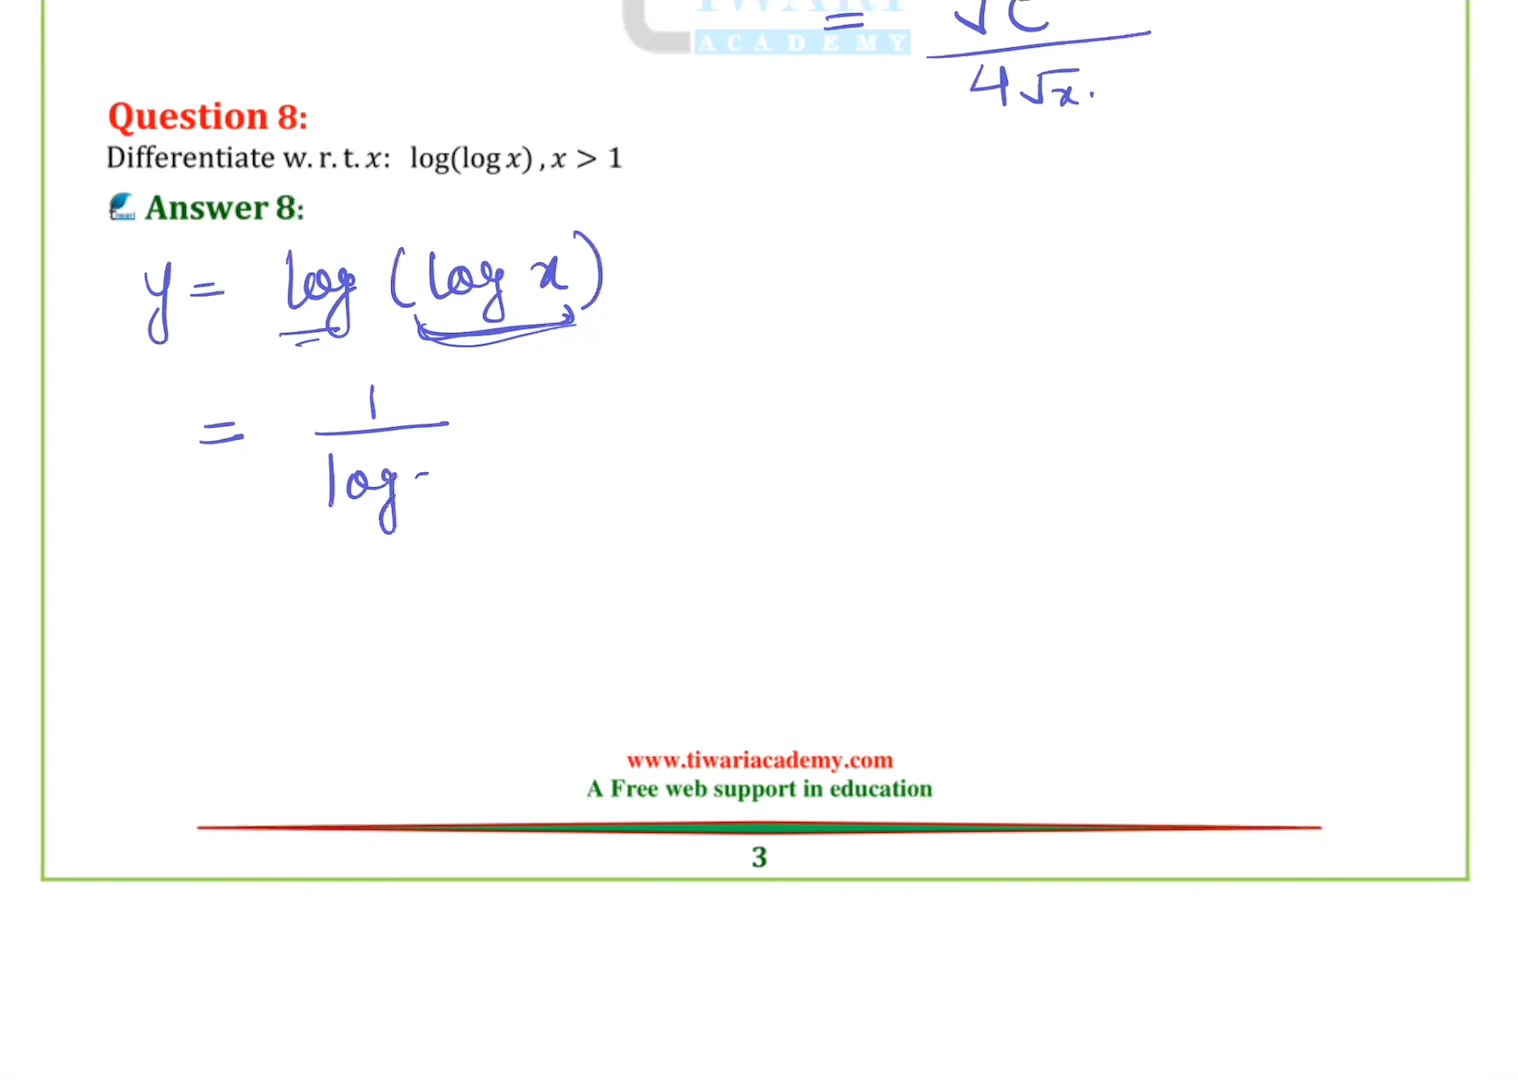 TIWARI
ACADEMY
= √e
4√x.
Question 8:
Differentiate w. r. t. x: log(log x) , x > 1
Answer 8:
y = log (log x)
= 1
log
www.tiwariacademy.com
A Free web support in education
3